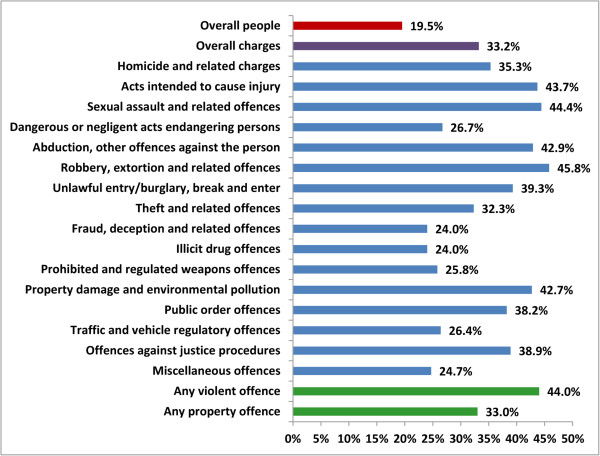 Overall people 19.5%
Overall charges 33.2%
Homicide and related charges 35.3%
Acts intended to cause injury 43.7%
Sexual assault and related offences 44.4%
Dangerous or negligent acts endangering persons 26.7%
Abduction, other offences against the person 42.9%
Robbery, extortion and related offences 45.8%
Unlawful entry/burglary, break and enter 39.3%
Theft and related offences 32.3%
Fraud, deception and related offences 24.0%
Illicit drug offences 24.0%
Prohibited and regulated weapons offences 25.8%
Property damage and environmental pollution 42.7%
Public order offences 38.2%
Traffic and vehicle regulatory offences 26.4%
Offences against justice procedures 38.9%
Miscellaneous offences 24.7%
Any violent offence 44.0%
Any property offence 33.0%
0% 5% 10% 15% 20% 25% 30% 35% 40% 45% 50%